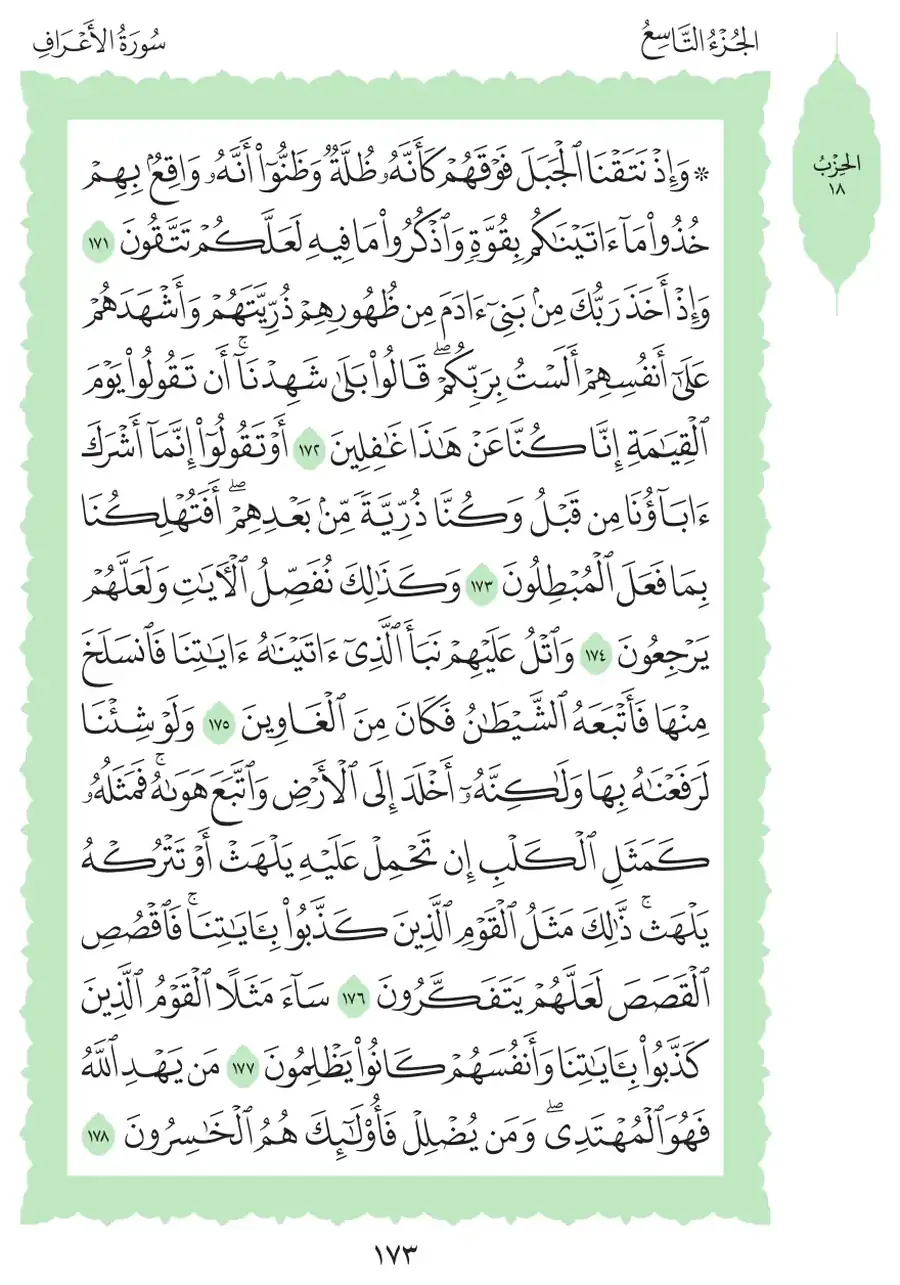 الجُزْءُ التَّاسِعُ
سُورَةُ الأَعْرَافِ
الحِزْبُ
١٨
۞ وَإِذْ نَتَقْنَا ٱلْجَبَلَ فَوْقَهُمْ كَأَنَّهُۥ ظُلَّةٌ وَظَنُّوٓا۟ أَنَّهُۥ وَاقِعٌۢ بِهِمْ
خُذُوا۟ مَآ ءَاتَيْنَـٰكُم بِقُوَّةٍ وَٱذْكُرُوا۟ مَا فِيهِ لَعَلَّكُمْ تَتَّقُونَ ١٧١
وَإِذْ أَخَذَ رَبُّكَ مِنۢ بَنِىٓ ءَادَمَ مِن ظُهُورِهِمْ ذُرِّيَّتَهُمْ وَأَشْهَدَهُمْ
عَلَىٰٓ أَنفُسِهِمْ أَلَسْتُ بِرَبِّكُمْ ۖ قَالُوا۟ بَلَىٰ شَهِدْنَآ ۚ أَن تَقُولُوا۟ يَوْمَ
ٱلْقِيَـٰمَةِ إِنَّا كُنَّا عَنْ هَـٰذَا غَـٰفِلِينَ ١٧٢ أَوْ تَقُولُوٓا۟ إِنَّمَآ أَشْرَكَ
ءَابَآؤُنَا مِن قَبْلُ وَكُنَّا ذُرِّيَّةً مِّنۢ بَعْدِهِمْ ۖ أَفَتُهْلِكُنَا
بِمَا فَعَلَ ٱلْمُبْطِلُونَ ١٧٣ وَكَذَٰلِكَ نُفَصِّلُ ٱلْـَٔايَـٰتِ وَلَعَلَّهُمْ
يَرْجِعُونَ ١٧٤ وَٱتْلُ عَلَيْهِمْ نَبَأَ ٱلَّذِىٓ ءَاتَيْنَـٰهُ ءَايَـٰتِنَا فَٱنسَلَخَ
مِنْهَا فَأَتْبَعَهُ ٱلشَّيْطَـٰنُ فَكَانَ مِنَ ٱلْغَاوِينَ ١٧٥ وَلَوْ شِئْنَا
لَرَفَعْنَـٰهُ بِهَا وَلَـٰكِنَّهُۥٓ أَخْلَدَ إِلَى ٱلْأَرْضِ وَٱتَّبَعَ هَوَىٰهُ ۚ فَمَثَلُهُۥ
كَمَثَلِ ٱلْكَلْبِ إِن تَحْمِلْ عَلَيْهِ يَلْهَثْ أَوْ تَتْرُكْهُ
يَلْهَث ۚ ذَّٰلِكَ مَثَلُ ٱلْقَوْمِ ٱلَّذِينَ كَذَّبُوا۟ بِـَٔايَـٰتِنَا ۚ فَٱقْصُصِ
ٱلْقَصَصَ لَعَلَّهُمْ يَتَفَكَّرُونَ ١٧٦ سَآءَ مَثَلًا ٱلْقَوْمُ ٱلَّذِينَ
كَذَّبُوا۟ بِـَٔايَـٰتِنَا وَأَنفُسَهُمْ كَانُوا۟ يَظْلِمُونَ ١٧٧ مَن يَهْدِ ٱللَّهُ
فَهُوَ ٱلْمُهْتَدِى ۖ وَمَن يُضْلِلْ فَأُو۟لَـٰٓئِكَ هُمُ ٱلْخَـٰسِرُونَ ١٧٨
١٧٣